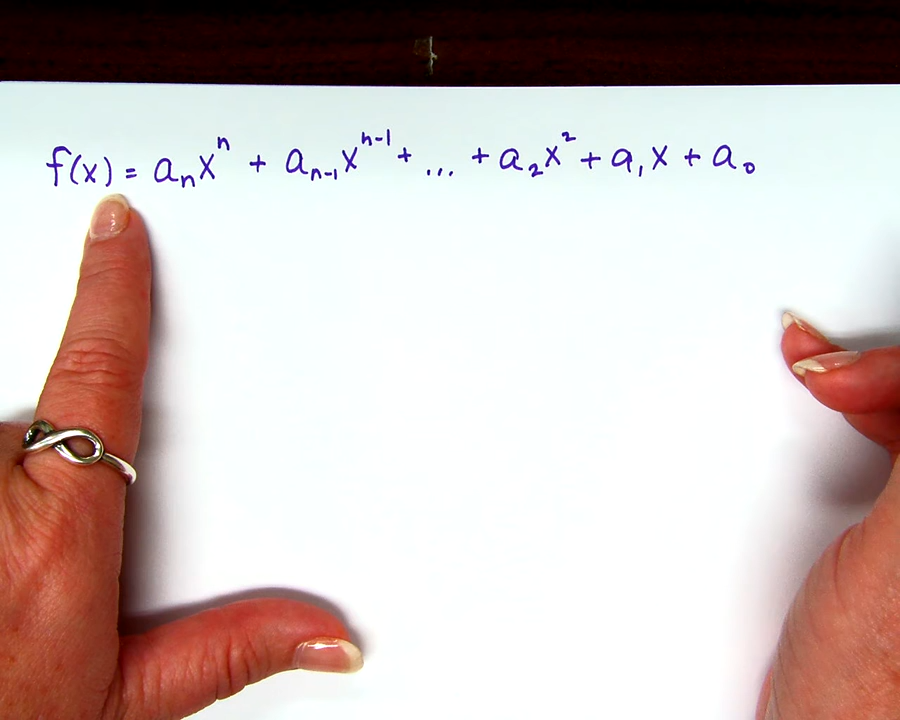 f(x) = aₙxⁿ + aₙ₋₁xⁿ⁻¹ + ... + a₂x² + a₁x + a₀